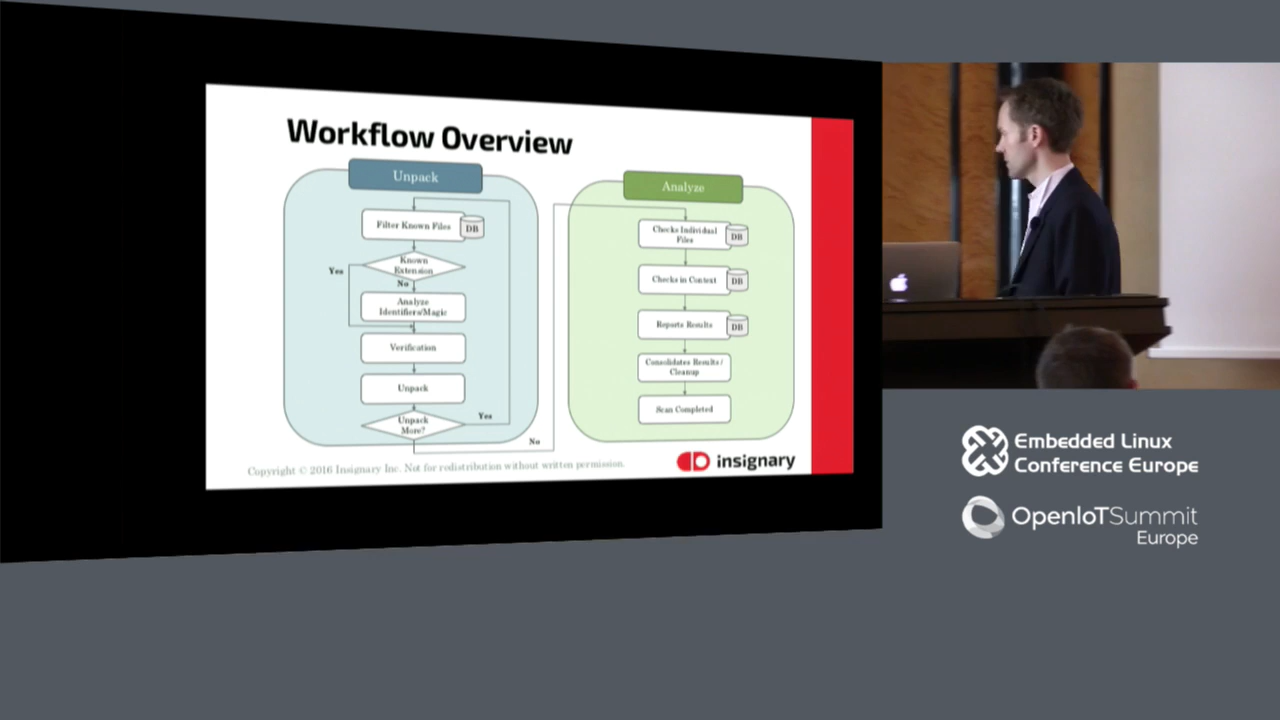 Workflow Overview
Unpack
Filter Known Files
DB
Known
Extension
Yes
No
Analyze
Identifiers/Magic
Verification
Unpack
Unpack
More?
Yes
No
Analyze
Checks Individual
Files
DB
Checks in Context
DB
Reports Results
DB
Consolidates Results /
Cleanup
Scan Completed
Copyright © 2016 Insignary Inc. Not for redistribution without written permission.
insignary
Embedded Linux
Conference Europe
OpenIoTSummit
Europe